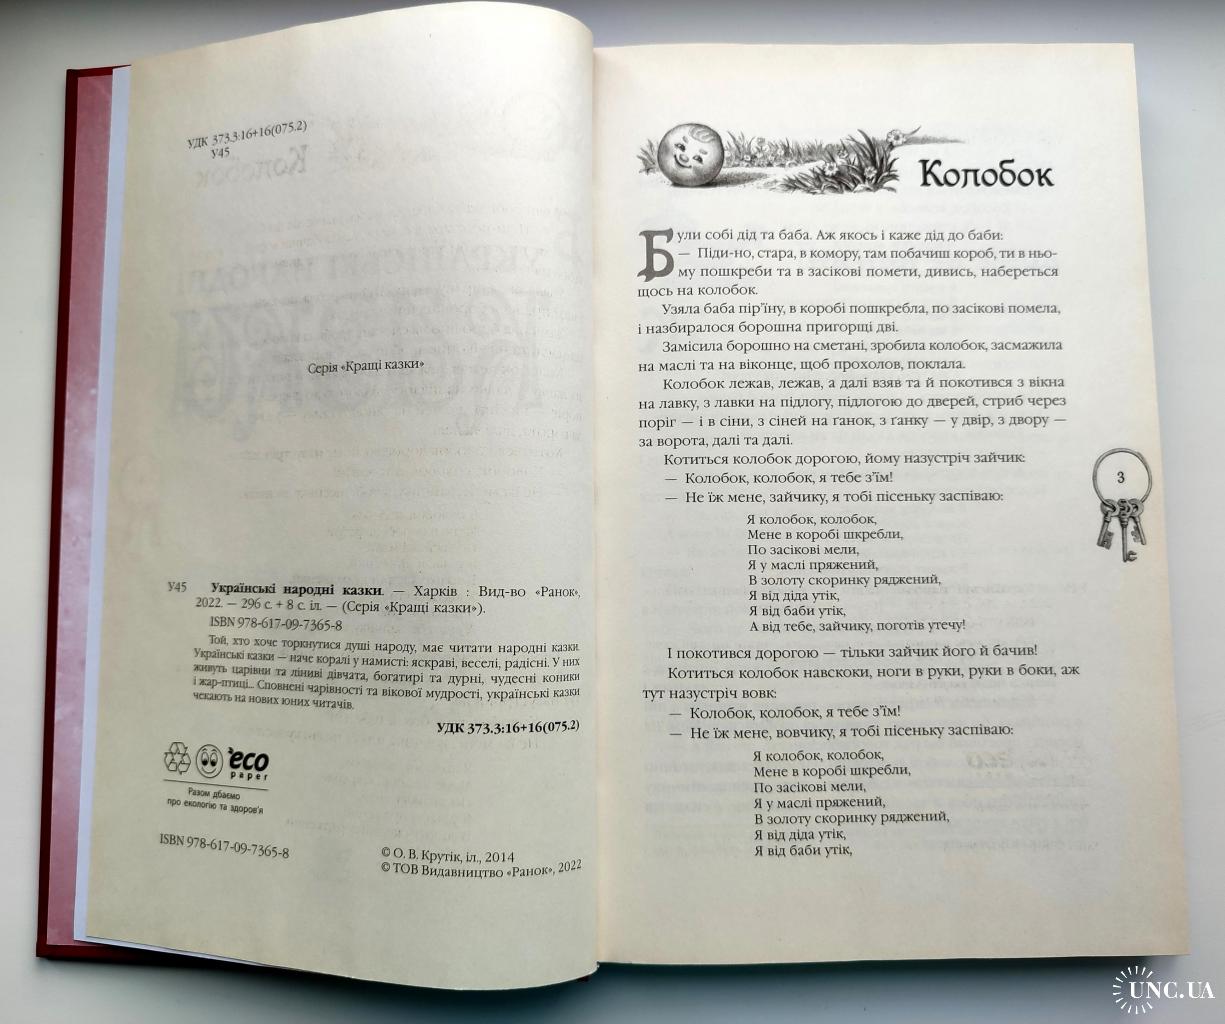 УДК 373.3:16+16(075.2)
У45
Серія «Кращі казки»
У45 Українські народні казки. — Харків : Вид-во «Ранок»,
2022. — 296 с. + 8 с. іл. — (Серія «Кращі казки»).
ISBN 978-617-09-7365-8
Той, хто хоче торкнутися душі народу, має читати народні казки.
Українські казки — наче коралі у намисті: яскраві, веселі, радісні. У них
живуть царівни та ліниві дівчата, богатирі та дурні, чудесні коники
і жар-птиці... Сповнені чарівності та вікової мудрості, українські казки
чекають на нових юних читачів.
УДК 373.3:16+16(075.2)
eco
paper
Разом дбаємо
про екологію та здоров'я
ISBN 978-617-09-7365-8
© О. В. Крутік, іл., 2014
© ТОВ Видавництво «Ранок», 2022
Колобок
Були собі дід та баба. Аж якось і каже дід до баби:
— Піди-но, стара, в комору, там побачиш короб, ти в ньо-
му пошкреби та в засікові помети, дивись, набереться
щось на колобок.
Узяла баба пір'їну, в коробі пошкребла, по засікові помела,
і назбиралося борошна пригорщі дві.
Замісила борошно на сметані, зробила колобок, засмажила
на маслі та на віконце, щоб прохолов, поклала.
Колобок лежав, лежав, а далі взяв та й покотився з вікна
на лавку, з лавки на підлогу, підлогою до дверей, стриб через
поріг — і в сіни, з сіней на ґанок, з ґанку — у двір, з двору —
за ворота, далі та далі.
Котиться колобок дорогою, йому назустріч зайчик:
— Колобок, колобок, я тебе з'їм!
— Не їж мене, зайчику, я тобі пісеньку заспіваю:
Я колобок, колобок,
Мене в коробі шкребли,
По засікові мели,
Я у маслі пряжений,
В золоту скоринку ряджений,
Я від діда утік,
Я від баби утік,
А від тебе, зайчику, поготів утечу!
І покотився дорогою — тільки зайчик його й бачив!
Котиться колобок навскоки, ноги в руки, руки в боки, аж
тут назустріч вовк:
— Колобок, колобок, я тебе з'їм!
— Не їж мене, вовчику, я тобі пісеньку заспіваю:
Я колобок, колобок,
Мене в коробі шкребли,
По засікові мели,
Я у маслі пряжений,
В золоту скоринку ряджений,
Я від діда утік,
Я від баби утік,
3
UNC.UA